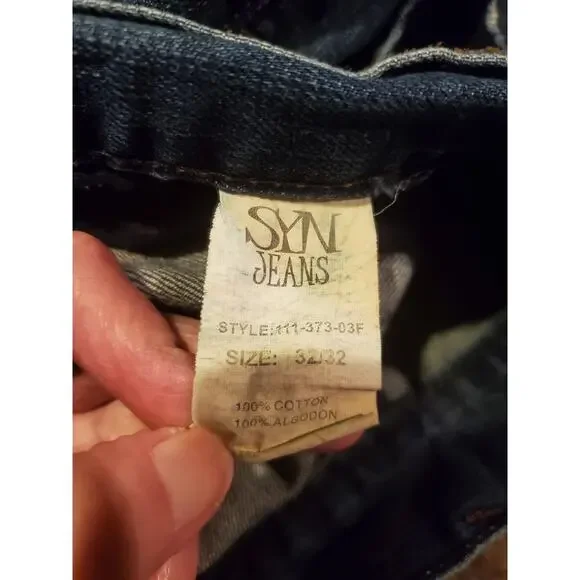 SYN
JEANS
STYLE:111-373-03F
SIZE: 32/32
100% COTTON
100% ALGODON